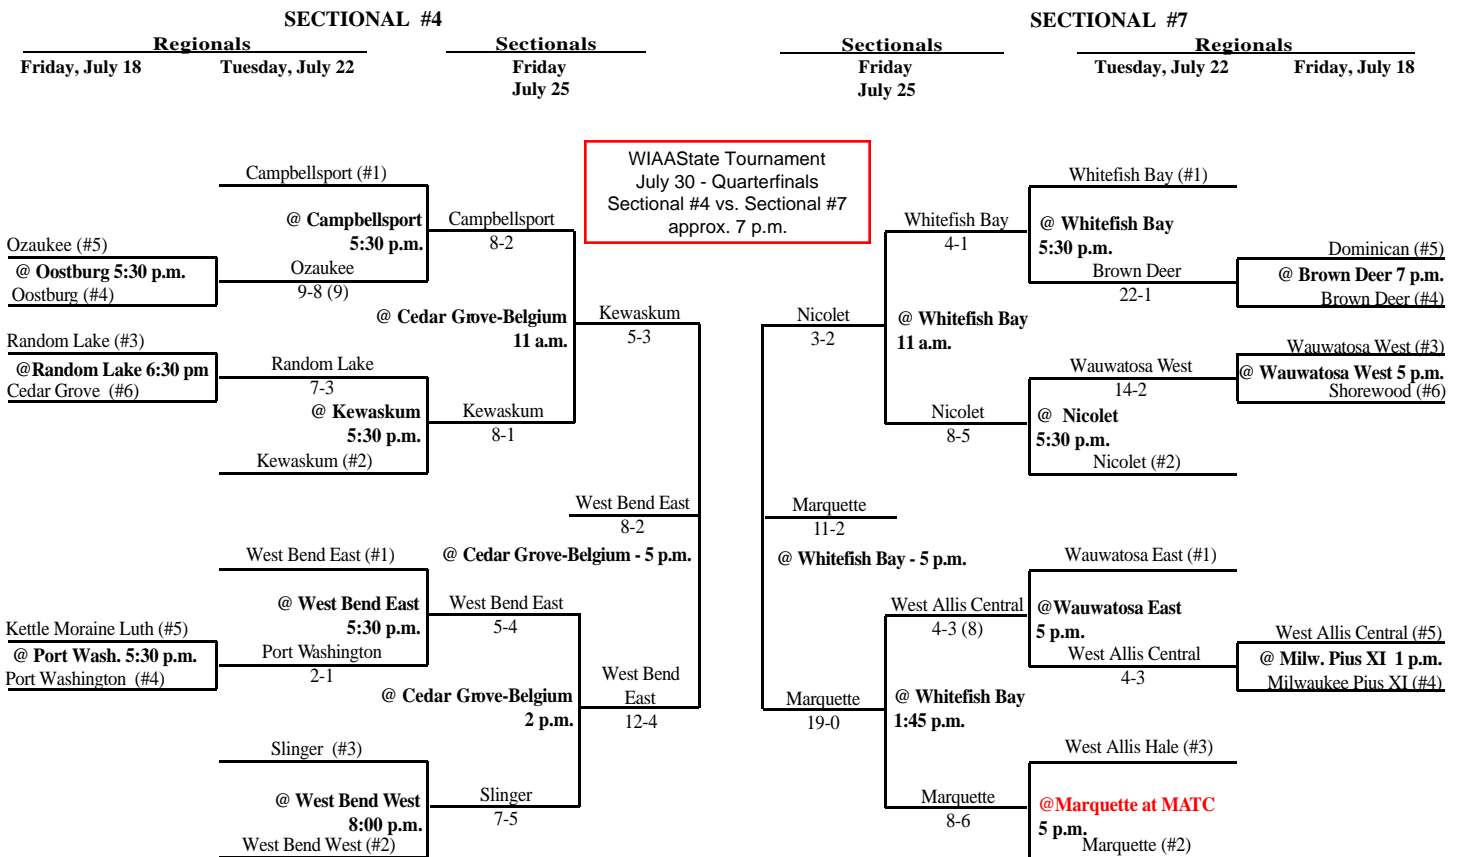 SECTIONAL #4
SECTIONAL #7
Regionals
Sectionals
Sectionals
Regionals
Friday, July 18
Tuesday, July 22
Friday
July 25
Friday
July 25
Tuesday, July 22
Friday, July 18
WIAAState Tournament
July 30 - Quarterfinals
Sectional #4 vs. Sectional #7
approx. 7 p.m.
Campbellsport (#1)
@ Campbellsport
5:30 p.m.
Campbellsport
8-2
Ozaukee (#5)
@ Oostburg 5:30 p.m.
Oostburg (#4)
Ozaukee
9-8 (9)
@ Cedar Grove-Belgium
11 a.m.
Kewaskum
5-3
Random Lake (#3)
@Random Lake 6:30 pm
Cedar Grove (#6)
Random Lake
7-3
@ Kewaskum
5:30 p.m.
Kewaskum
8-1
Kewaskum (#2)
West Bend East
8-2
@ Cedar Grove-Belgium - 5 p.m.
West Bend East (#1)
@ West Bend East
5:30 p.m.
West Bend East
5-4
Kettle Moraine Luth (#5)
@ Port Wash. 5:30 p.m.
Port Washington (#4)
Port Washington
2-1
@ Cedar Grove-Belgium
2 p.m.
West Bend
East
12-4
Slinger (#3)
@ West Bend West
8:00 p.m.
Slinger
7-5
West Bend West (#2)
Whitefish Bay (#1)
Whitefish Bay
4-1
@ Whitefish Bay
5:30 p.m.
Dominican (#5)
@ Brown Deer 7 p.m.
Brown Deer (#4)
Brown Deer
22-1
Nicolet
3-2
@ Whitefish Bay
11 a.m.
Wauwatosa West (#3)
@ Wauwatosa West 5 p.m.
Shorewood (#6)
Wauwatosa West
14-2
Nicolet
8-5
@ Nicolet
5:30 p.m.
Nicolet (#2)
Marquette
11-2
@ Whitefish Bay - 5 p.m.
Wauwatosa East (#1)
West Allis Central
4-3 (8)
@Wauwatosa East
5 p.m.
West Allis Central (#5)
@ Milw. Pius XI 1 p.m.
Milwaukee Pius XI (#4)
West Allis Central
4-3
Marquette
19-0
@ Whitefish Bay
1:45 p.m.
West Allis Hale (#3)
Marquette
8-6
@Marquette at MATC
5 p.m.
Marquette (#2)